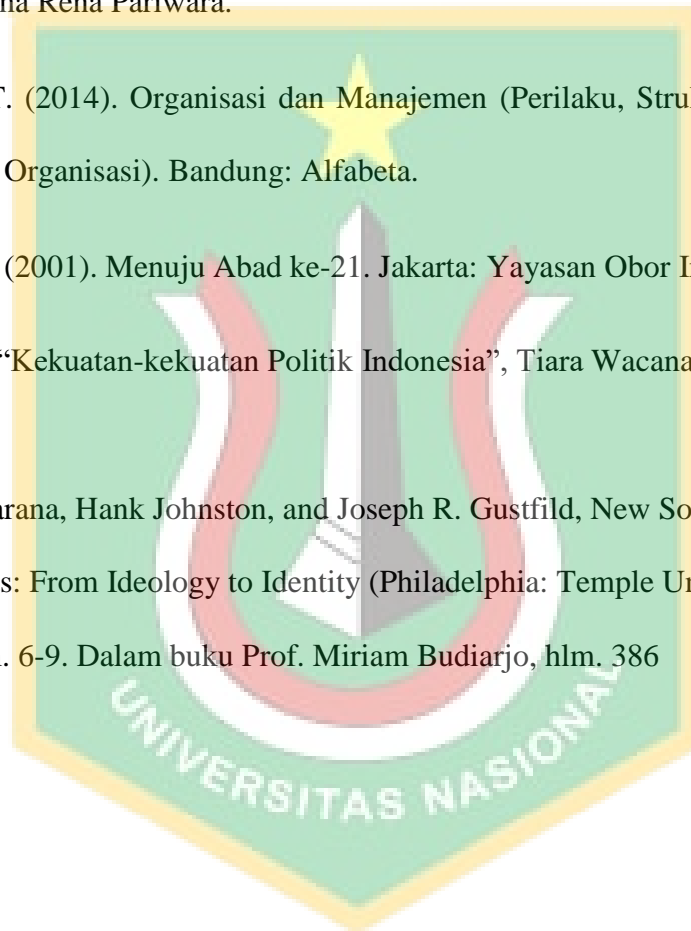 na Rena Pariwara.
T. (2014). Organisasi dan Manajemen (Perilaku, Struk
Organisasi). Bandung: Alfabeta.
(2001). Menuju Abad ke-21. Jakarta: Yayasan Obor I
“Kekuatan-kekuatan Politik Indonesia”, Tiara Wacana
arana, Hank Johnston, and Joseph R. Gustfild, New So
s: From Ideology to Identity (Philadelphia: Temple Un
. 6-9. Dalam buku Prof. Miriam Budiarjo, hlm. 386
UNIVERSITAS NASIONAL